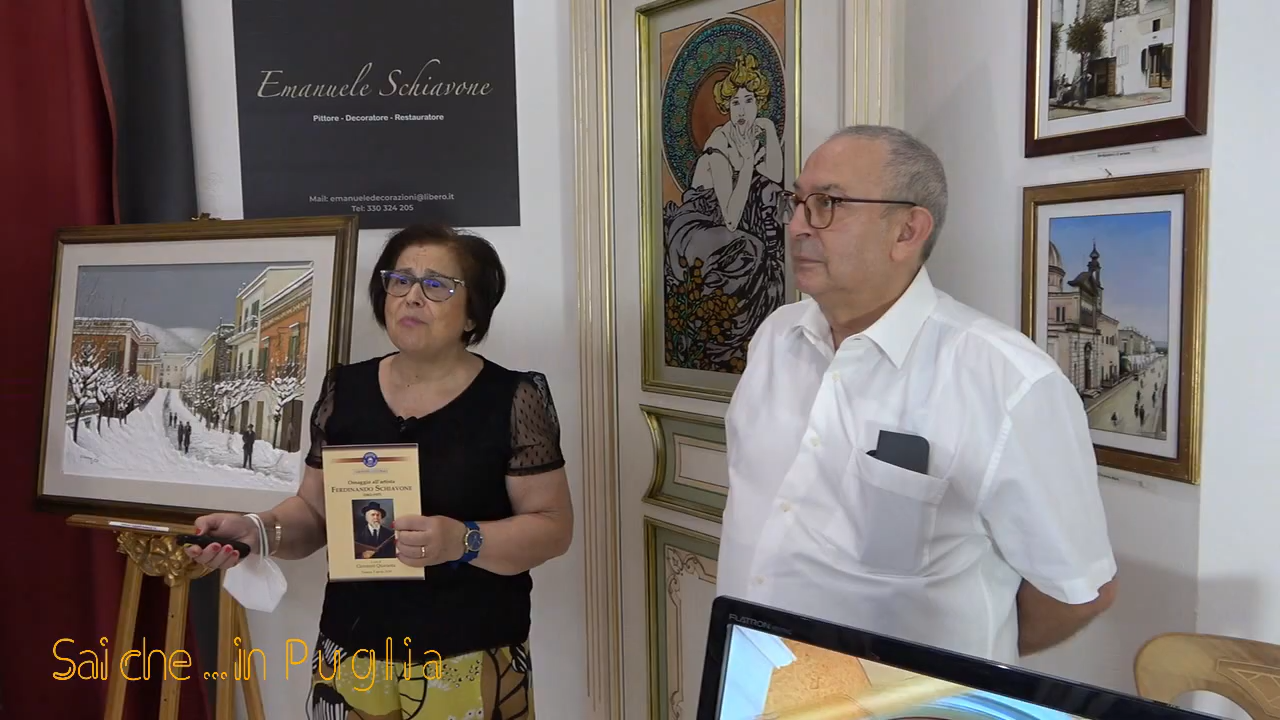 Emanuele Schiavone
Pittore - Decoratore - Restauratore
Mail: emanueledecorazioni@libero.it
Tel: 330 324 205
Omaggio all'artista
FERDINANDO SCHIAVONE
FLATRON
Sai che ...in Puglia